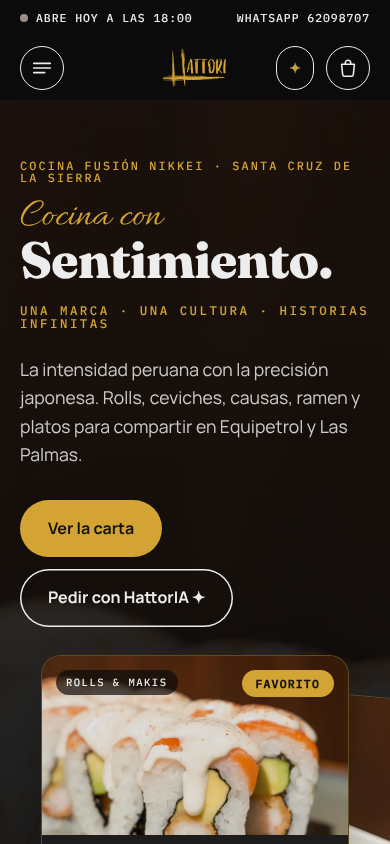 ABRE HOY A LAS 18:00
WHATSAPP 62098707
HATTORI
COCINA FUSIÓN NIKKEI · SANTA CRUZ DE
LA SIERRA
Cocina con
Sentimiento.
UNA MARCA · UNA CULTURA · HISTORIAS
INFINITAS
La intensidad peruana con la precisión
japonesa. Rolls, ceviches, causas, ramen y
platos para compartir en Equipetrol y Las
Palmas.
Ver la carta
Pedir con HattorIA ✦
ROLLS & MAKIS
FAVORITO